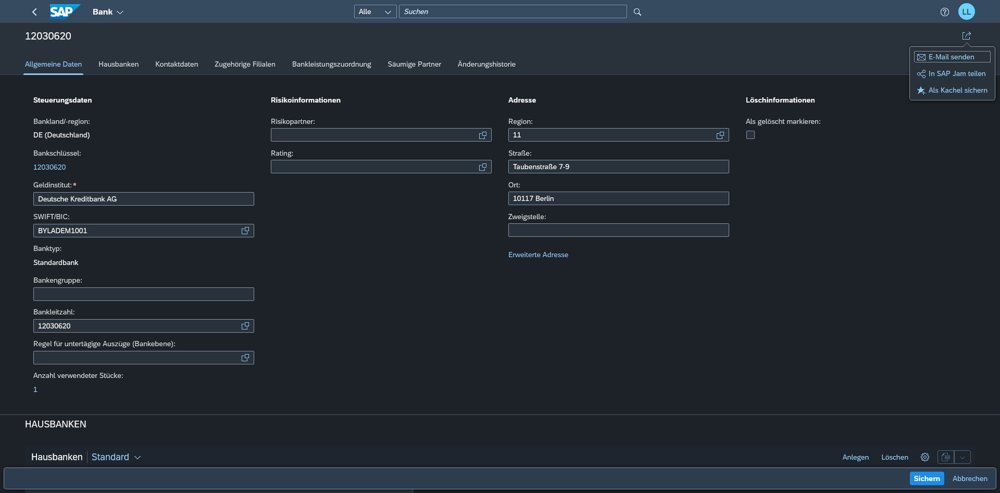 SAP
Bank
Alle
Suchen
LL
12030620
Allgemeine Daten
Hausbanken
Kontaktdaten
Zugehörige Filialen
Bankleistungszuordnung
Säumige Partner
Änderungshistorie
E-Mail senden
In SAP Jam teilen
Als Kachel sichern
Steuerungsdaten
Bankland/-region:
DE (Deutschland)
Bankschlüssel:
12030620
Geldinstitut:*
Deutsche Kreditbank AG
SWIFT/BIC:
BYLADEM1001
Banktyp:
Standardbank
Bankengruppe:
Bankleitzahl:
12030620
Regel für untertägige Auszüge (Bankebene):
Anzahl verwendeter Stücke:
1
Risikoinformationen
Risikopartner:
Rating:
Adresse
Region:
11
Straße:
Taubenstraße 7-9
Ort:
10117 Berlin
Zweigstelle:
Erweiterte Adresse
Löschinformationen
Als gelöscht markieren:
HAUSBANKEN
Hausbanken
Standard
Anlegen
Löschen
Sichern
Abbrechen